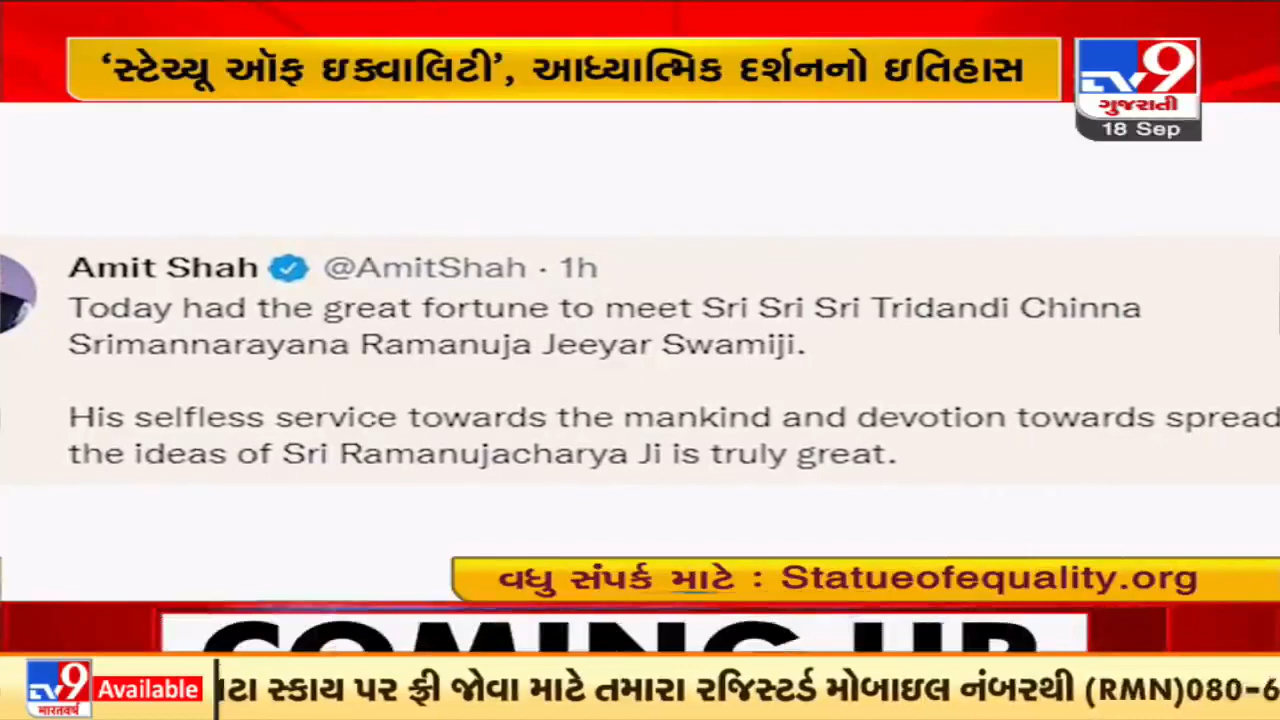 ‘સ્ટેચ્યૂ ઑફ ઇક્વાલિટી’, આધ્યાત્મિક દર્શનનો ઇતિહાસ
TV9
ગુજરાતી
18 Sep
Amit Shah @AmitShah · 1h
Today had the great fortune to meet Sri Sri Sri Tridandi Chinna
Srimannarayana Ramanuja Jeeyar Swamiji.
His selfless service towards the mankind and devotion towards spread
the ideas of Sri Ramanujacharya Ji is truly great.
વધુ સંપર્ક માટે : Statueofequality.org
COMING UP
TV9
भारतवर्ष
Available
સ્કાય પર ફ્રી જોવા માટે તમારા રજિસ્ટર્ડ મોબાઇલ નંબરથી (RMN)080-6